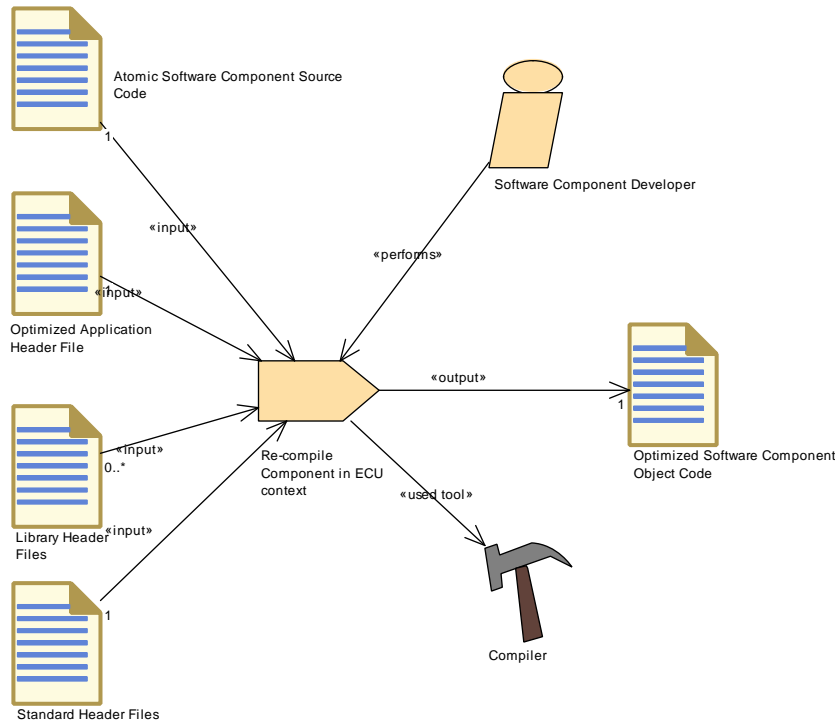 Atomic Software Component Source
Code
1
«input»
Software Component Developer
«performs»
1
«input»
Optimized Application
Header File
«output»
1
Optimized Software Component
Object Code
Re-compile
Component in ECU
context
«input»
0..*
Library Header
Files
«input»
«used tool»
1
Compiler
Standard Header Files